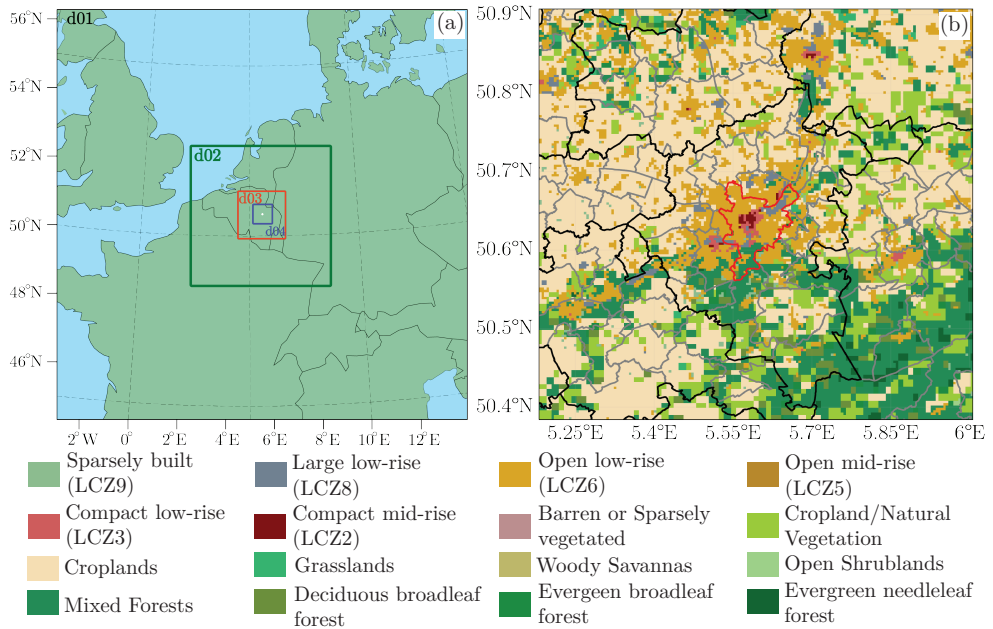 d01
(a)
d02
d03
d04
56°N
54°N
52°N
50°N
48°N
46°N
2°W
0°
2°E
4°E
6°E
8°E
10°E
12°E
(b)
50.9°N
50.8°N
50.7°N
50.6°N
50.5°N
50.4°N
5.25°E
5.4°E
5.55°E
5.7°E
5.85°E
6°E
Sparsely built
(LCZ9)
Large low-rise
(LCZ8)
Open low-rise
(LCZ6)
Open mid-rise
(LCZ5)
Compact low-rise
(LCZ3)
Compact mid-rise
(LCZ2)
Barren or Sparsely
vegetated
Cropland/Natural
Vegetation
Croplands
Grasslands
Woody Savannas
Open Shrublands
Mixed Forests
Deciduous broadleaf
forest
Evergeen broadleaf
forest
Evergreen needleleaf
forest